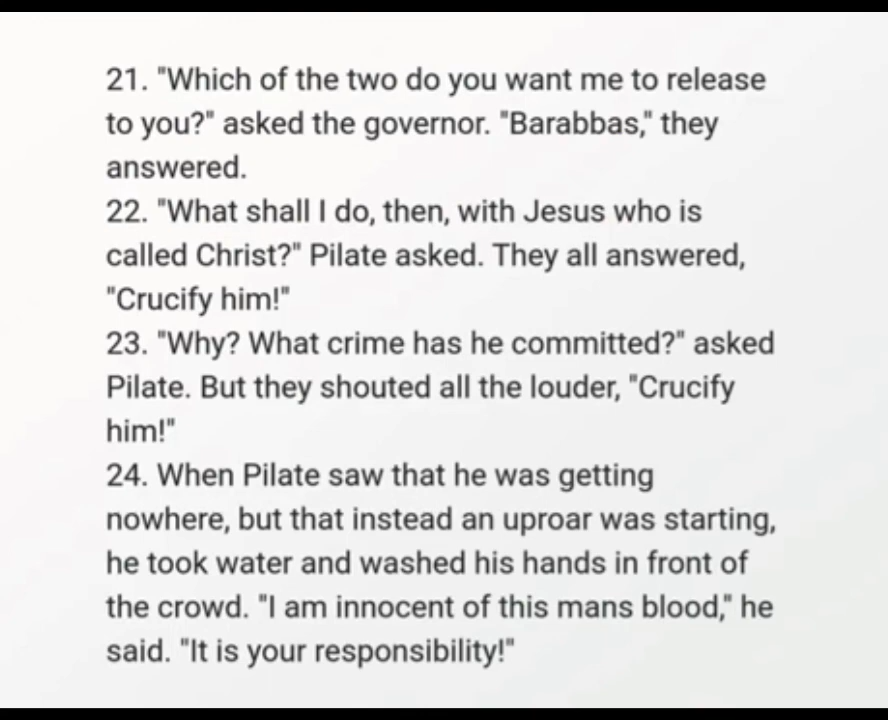 21. "Which of the two do you want me to release
to you?" asked the governor. "Barabbas," they
answered.
22. "What shall I do, then, with Jesus who is
called Christ?" Pilate asked. They all answered,
"Crucify him!"
23. "Why? What crime has he committed?" asked
Pilate. But they shouted all the louder, "Crucify
him!"
24. When Pilate saw that he was getting
nowhere, but that instead an uproar was starting,
he took water and washed his hands in front of
the crowd. "I am innocent of this mans blood," he
said. "It is your responsibility!"